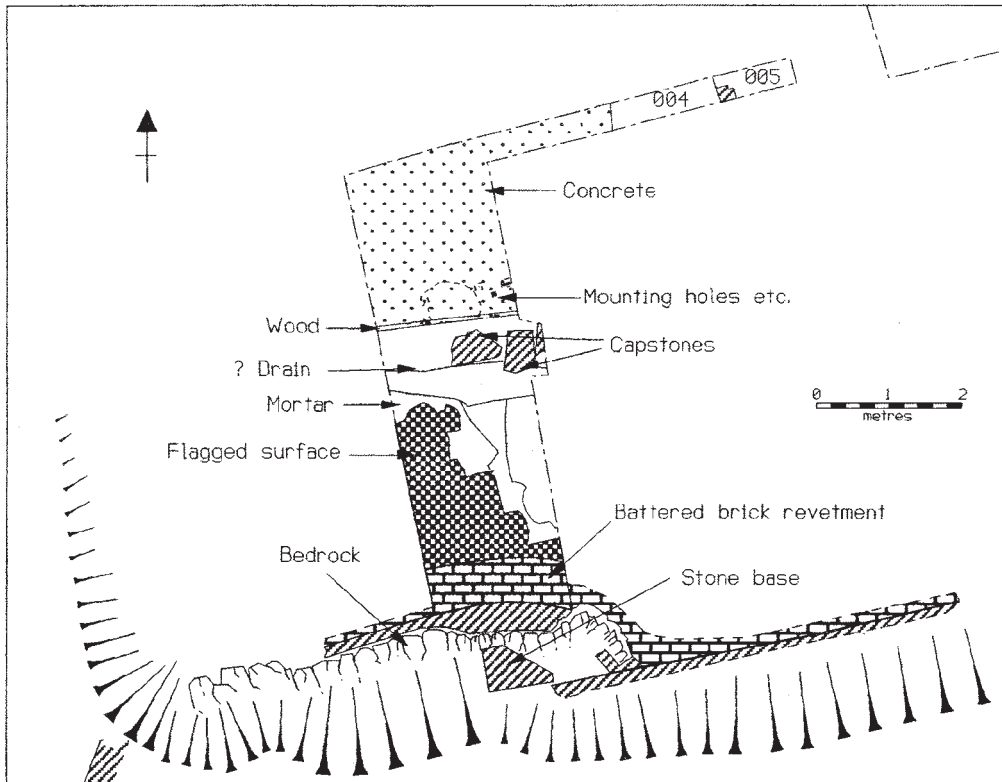 005
004
Concrete
Mounting holes etc.
Wood
Capstones
? Drain
Mortar
0 1 2
metres
Flagged surface
Battered brick revetment
Bedrock
Stone base